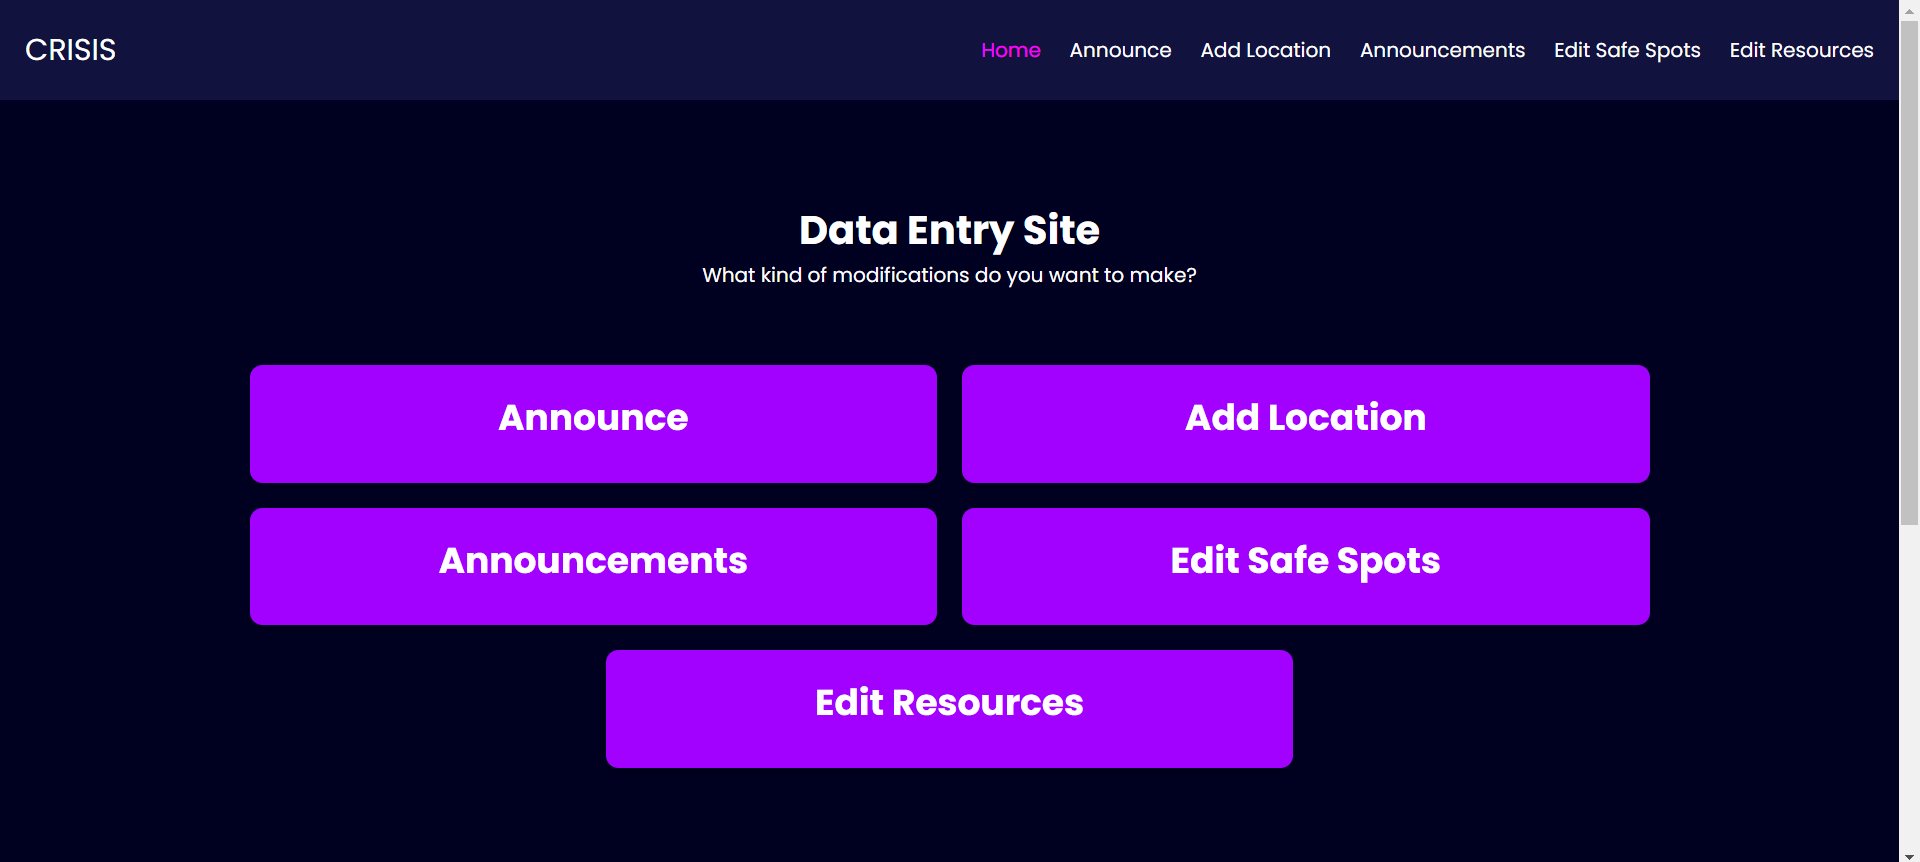 CRISIS
Home Announce Add Location Announcements Edit Safe Spots Edit Resources
Data Entry Site
What kind of modifications do you want to make?
Announce
Add Location
Announcements
Edit Safe Spots
Edit Resources